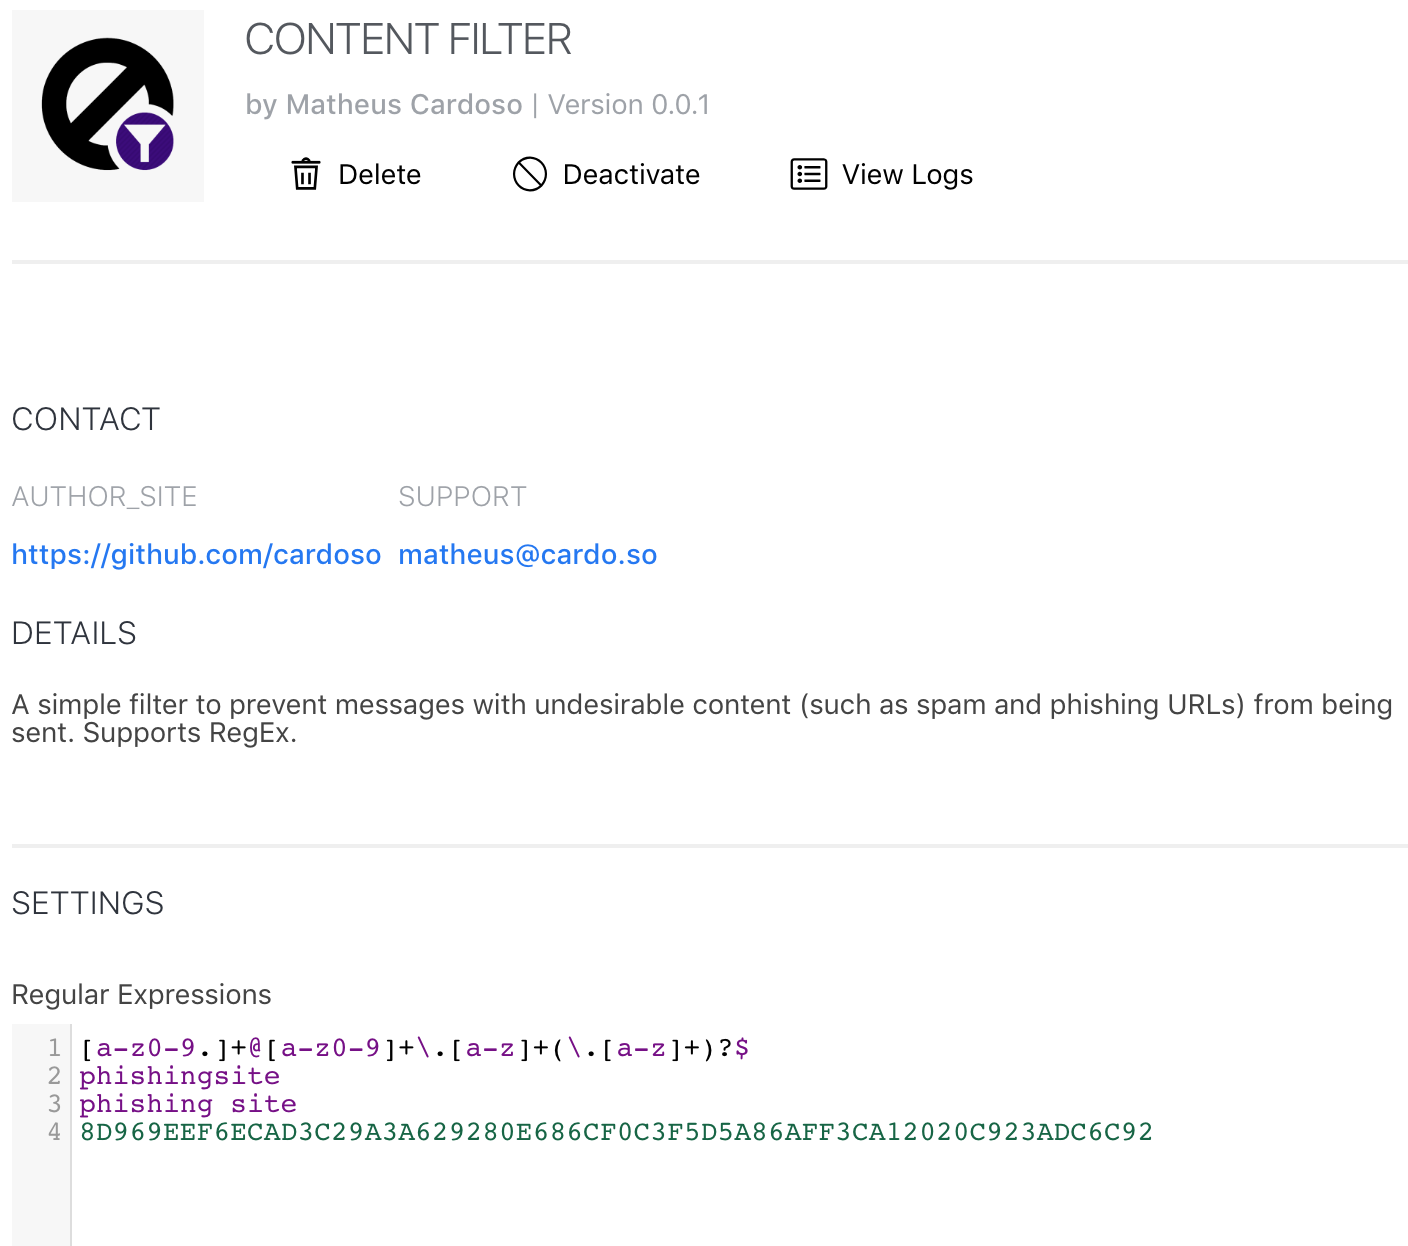 CONTENT FILTER
by Matheus Cardoso | Version 0.0.1
Delete Deactivate View Logs
CONTACT
AUTHOR_SITE SUPPORT
https://github.com/cardoso matheus@cardo.so
DETAILS
A simple filter to prevent messages with undesirable content (such as spam and phishing URLs) from being
sent. Supports RegEx.
SETTINGS
Regular Expressions
1 [a-z0-9.]+@[a-z0-9]+\.[a-z]+(\.[a-z]+)?$
2 phishingsite
3 phishing site
4 8D969EEF6ECAD3C29A3A629280E686CF0C3F5D5A86AFF3CA12020C923ADC6C92